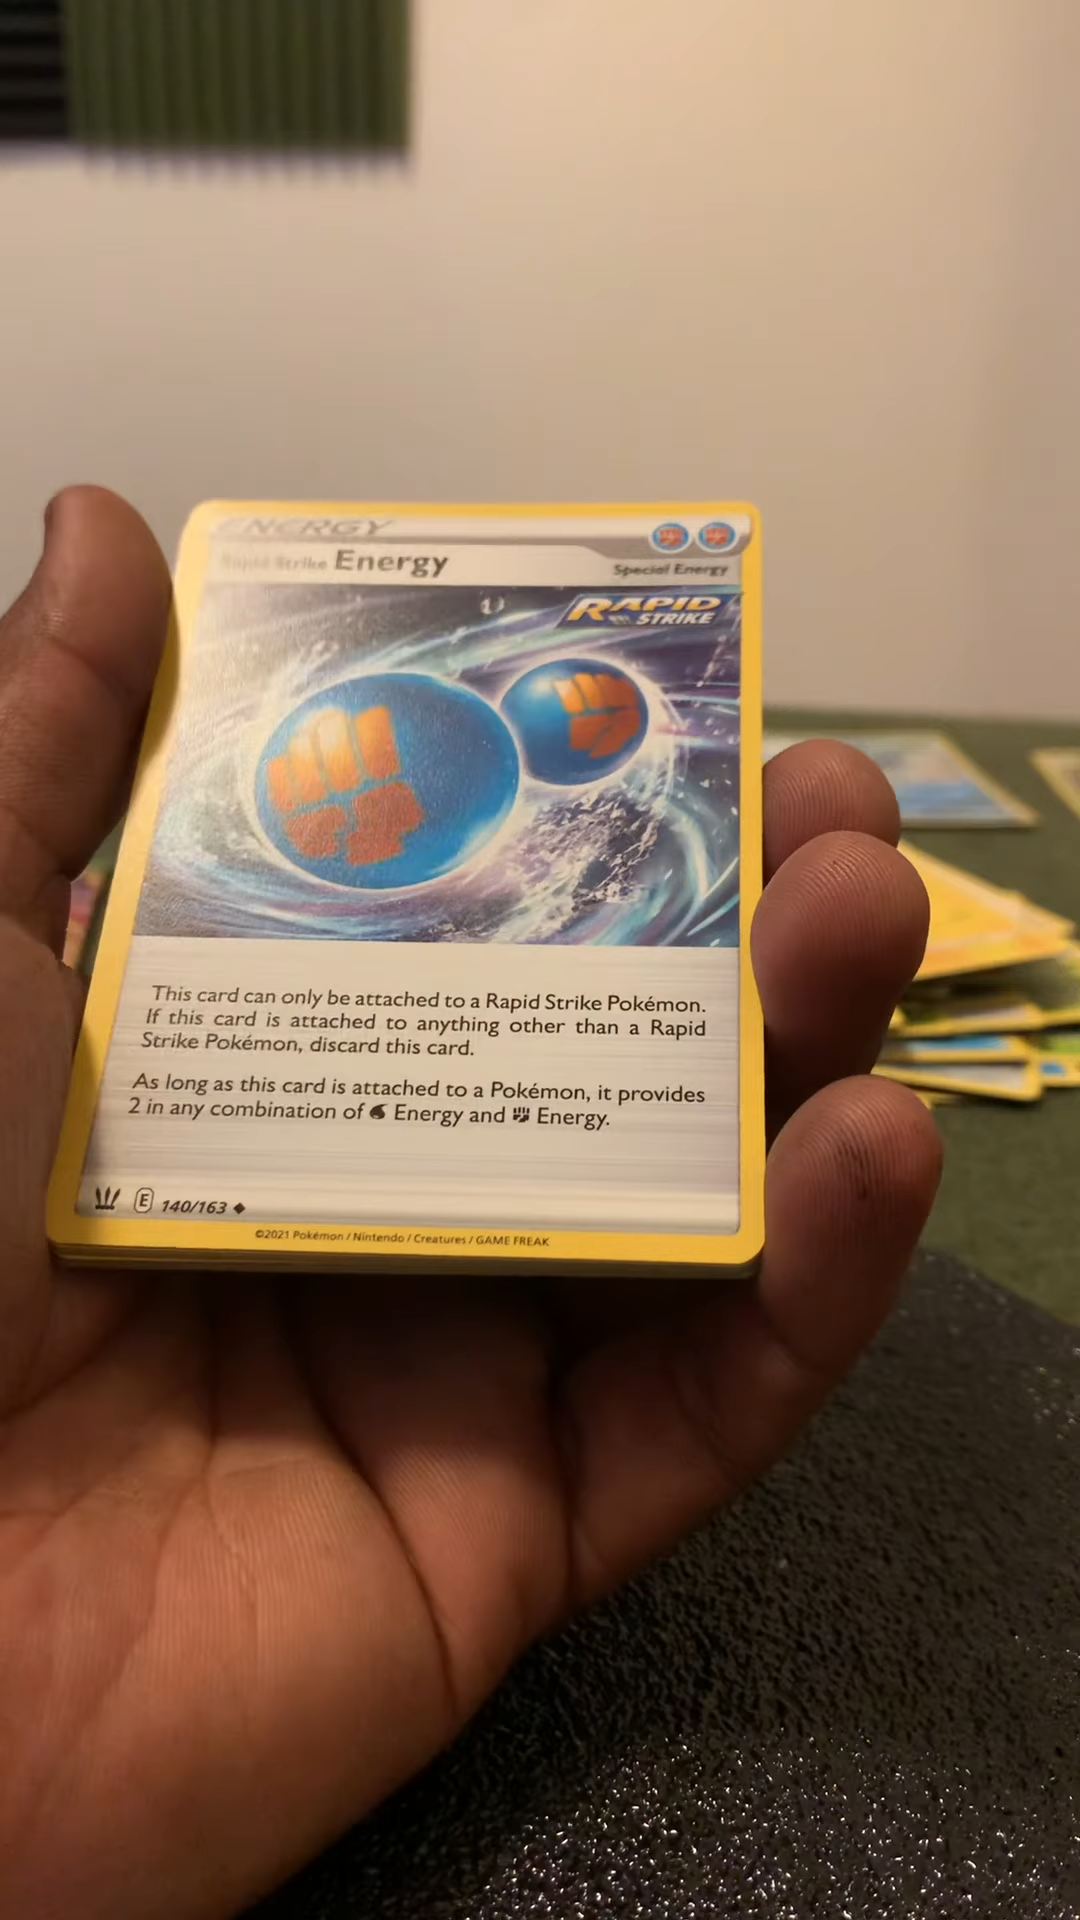 ENERGY
Rapid Strike Energy
Special Energy
RAPID
STRIKE
This card can only be attached to a Rapid Strike Pokémon.
If this card is attached to anything other than a Rapid
Strike Pokémon, discard this card.
As long as this card is attached to a Pokémon, it provides
2 in any combination of Energy and Energy.
E 140/163
©2021 Pokémon / Nintendo / Creatures / GAME FREAK